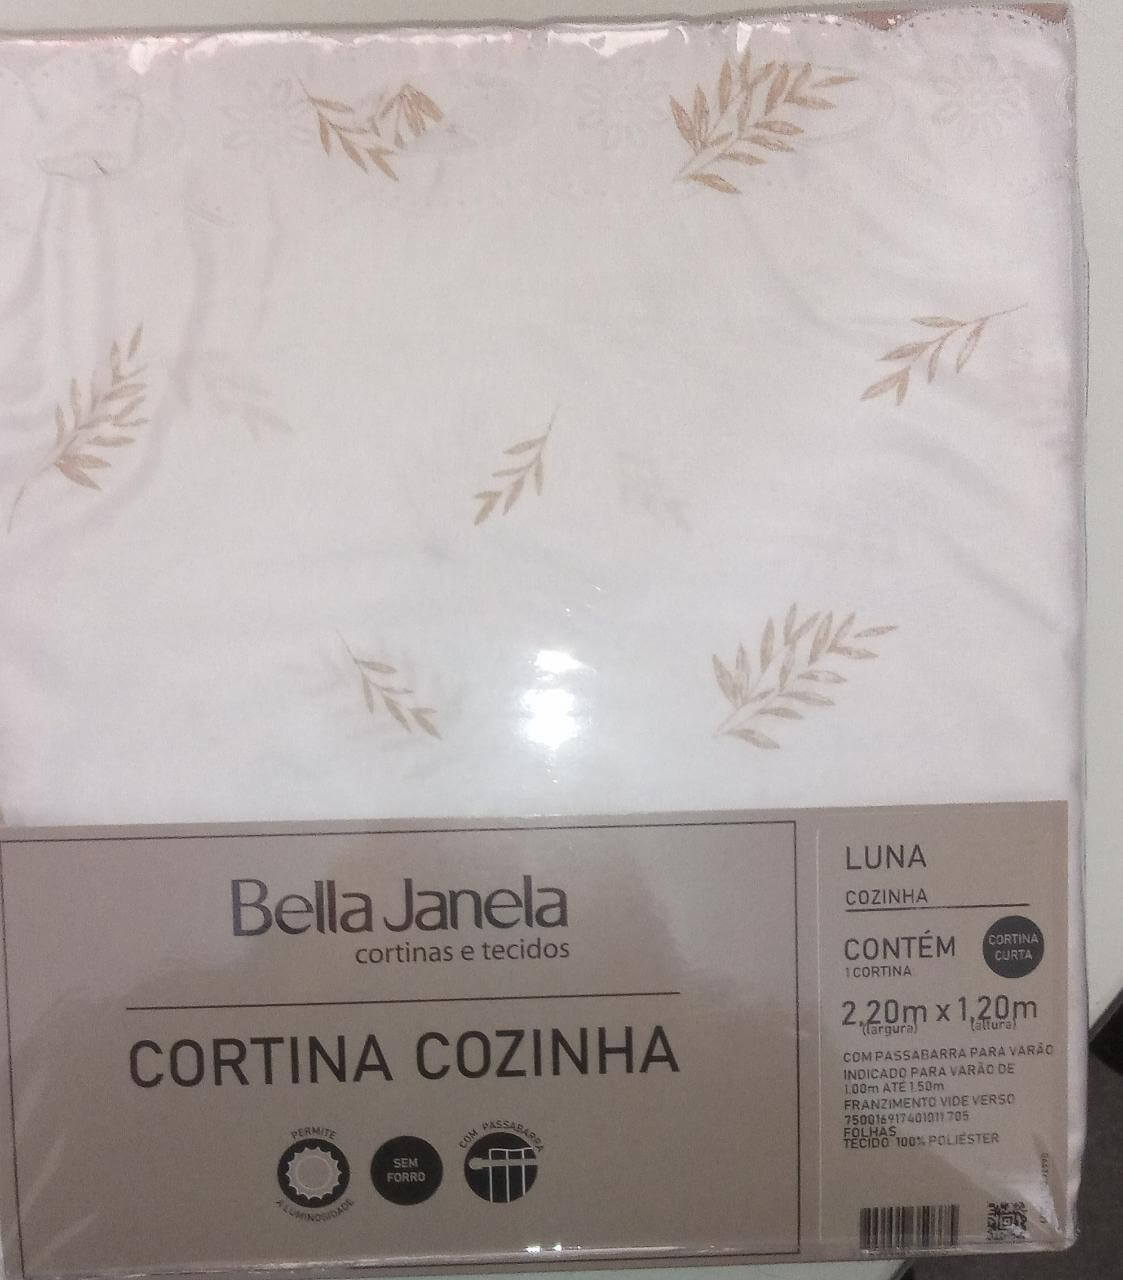 Bella Janela
cortinas e tecidos
CORTINA COZINHA
PERMITE
A LUMINOSIDADE
SEM
FORRO
COM PASSABARRA
LUNA
COZINHA
CONTÉM
1 CORTINA
CORTINA
CURTA
2,20m x 1,20m
(largura) (altura)
COM PASSABARRA PARA VARÃO
INDICADO PARA VARÃO DE
1.00m ATÉ 1.50m
FRANZIMENTO VIDE VERSO
750016917401011705
FOLHAS
TECIDO 100% POLIÉSTER